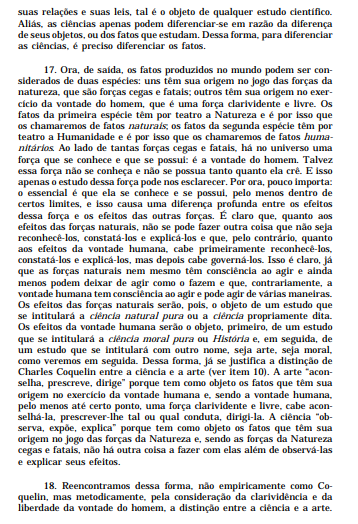 suas relações e suas leis, tal é o objeto de qualquer estudo científico.
Aliás, as ciências apenas podem diferenciar-se em razão da diferença
de seus objetos, ou dos fatos que estudam. Dessa forma, para diferenciar
as ciências, é preciso diferenciar os fatos.
17. Ora, de saída, os fatos produzidos no mundo podem ser con-
siderados de duas espécies: uns têm sua origem no jogo das forças da
natureza, que são forças cegas e fatais; outros têm sua origem no exer-
cício da vontade do homem, que é uma força clarividente e livre. Os
fatos da primeira espécie têm por teatro a Natureza e é por isso que
os chamaremos de fatos naturais; os fatos da segunda espécie têm por
teatro a Humanidade e é por isso que os chamaremos de fatos huma-
nitários. Ao lado de tantas forças cegas e fatais, há no universo uma
força que se conhece e que se possui: é a vontade do homem. Talvez
essa força não se conheça e não se possua tanto quanto ela crê. E isso
apenas o estudo dessa força pode nos esclarecer. Por ora, pouco importa:
o essencial é que ela se conhece e se possui, pelo menos dentro de
certos limites, e isso causa uma diferença profunda entre os efeitos
dessa força e os efeitos das outras forças. É claro que, quanto aos
efeitos das forças naturais, não se pode fazer outra coisa que não seja
reconhecê-los, constatá-los e explicá-los e que, pelo contrário, quanto
aos efeitos da vontade humana, cabe primeiramente reconhecê-los,
constatá-los e explicá-los, mas depois cabe governá-los. Isso é claro, já
que as forças naturais nem mesmo têm consciência ao agir e ainda
menos podem deixar de agir como o fazem e que, contrariamente, a
vontade humana tem consciência ao agir e pode agir de várias maneiras.
Os efeitos das forças naturais serão, pois, o objeto de um estudo que
se intitulará a ciência natural pura ou a ciência propriamente dita.
Os efeitos da vontade humana serão o objeto, primeiro, de um estudo
que se intitulará a ciência moral pura ou História e, em seguida, de
um estudo que se intitulará com outro nome, seja arte, seja moral,
como veremos em seguida. Dessa forma, já se justifica a distinção de
Charles Coquelin entre a ciência e a arte (ver item 10). A arte “acon-
selha, prescreve, dirige” porque tem como objeto os fatos que têm sua
origem no exercício da vontade humana e, sendo a vontade humana,
pelo menos até certo ponto, uma força clarividente e livre, cabe acon-
selhá-la, prescrever-lhe tal ou qual conduta, dirigi-la. A ciência “ob-
serva, expõe, explica” porque tem como objeto os fatos que têm sua
origem no jogo das forças da Natureza e, sendo as forças da Natureza
cegas e fatais, não há outra coisa a fazer com elas além de observá-las
e explicar seus efeitos.
18. Reencontramos dessa forma, não empiricamente como Co-
quelin, mas metodicamente, pela consideração da clarividência e da
liberdade da vontade do homem, a distinção entre a ciência e a arte.